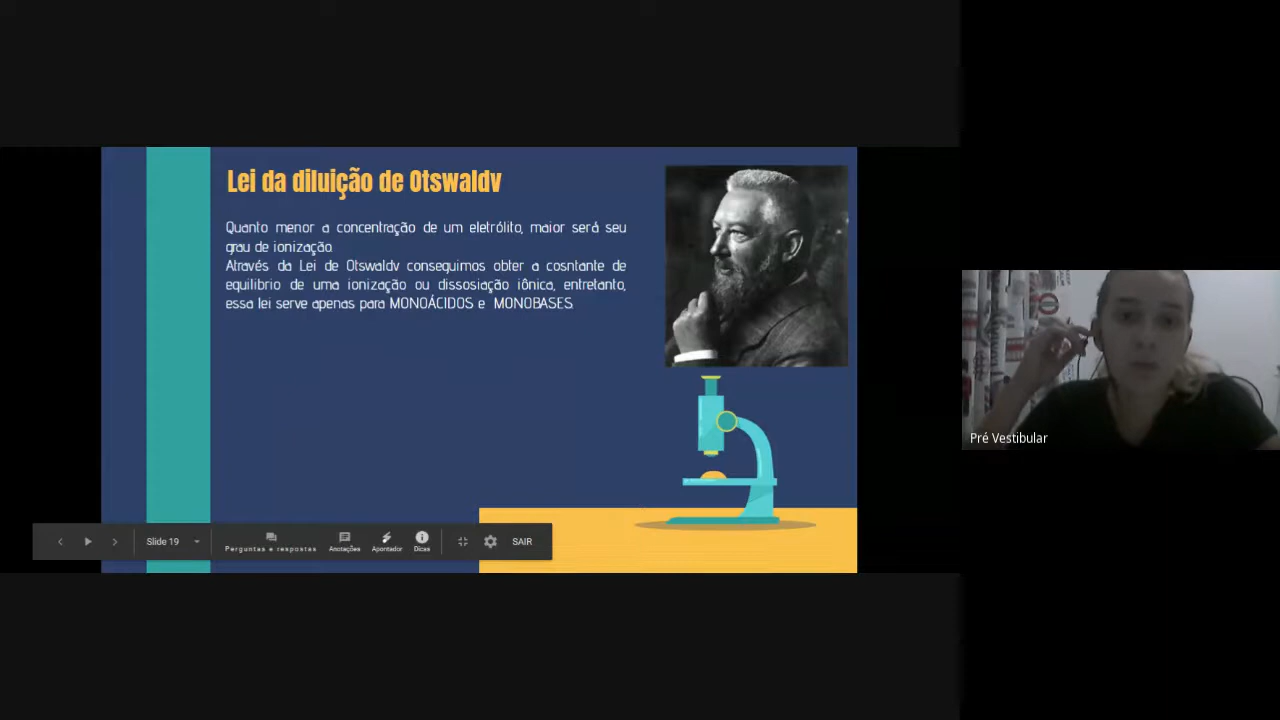 Lei da diluição de Otswaldv
Quanto menor a concentração de um eletrólito, maior será seu
grau de ionização.
Através da Lei de Otswaldv conseguimos obter a cosntante de
equilibrio de uma ionização ou dissosiação iônica, entretanto,
essa lei serve apenas para MONOÁCIDOS e MONOBASES.
Pré Vestibular
Slide 19
Perguntas e respostas
Anotações
Apontador
Dicas
SAIR